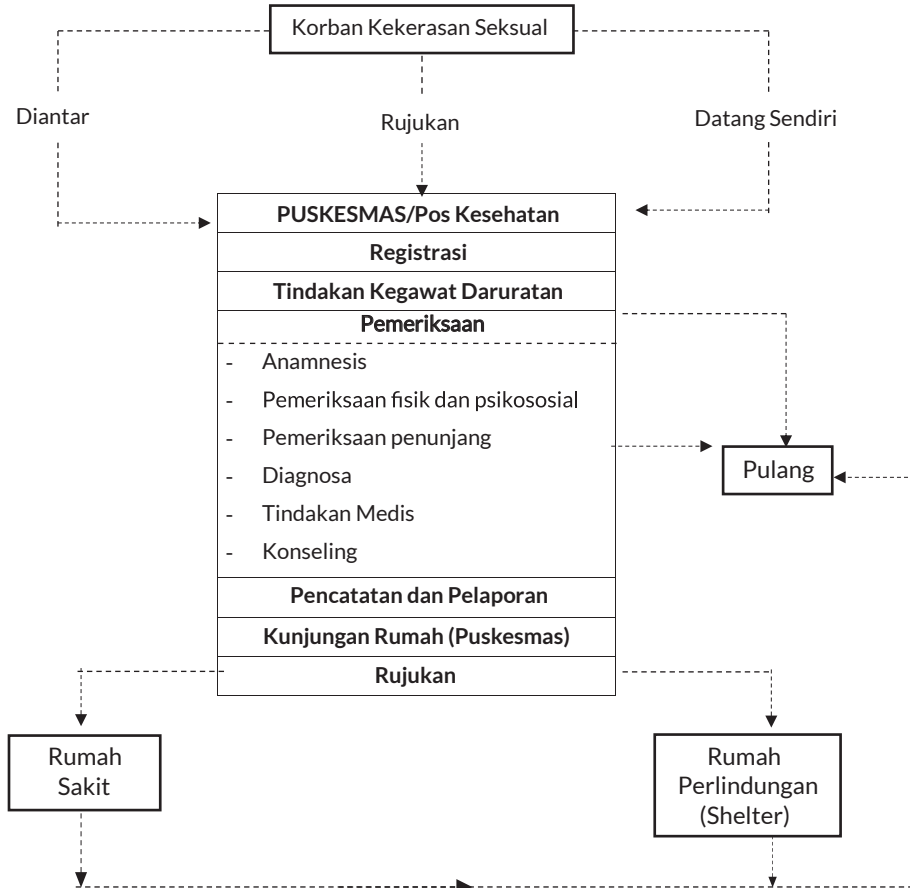 Korban Kekerasan Seksual
Diantar
Rujukan
Datang Sendiri
PUSKESMAS/Pos Kesehatan
Registrasi
Tindakan Kegawat Daruratan
Pemeriksaan
- Anamnesis
- Pemeriksaan fisik dan psikososial
- Pemeriksaan penunjang
- Diagnosa
- Tindakan Medis
- Konseling
Pulang
Pencatatan dan Pelaporan
Kunjungan Rumah (Puskesmas)
Rujukan
Rumah
Sakit
Rumah
Perlindungan
(Shelter)